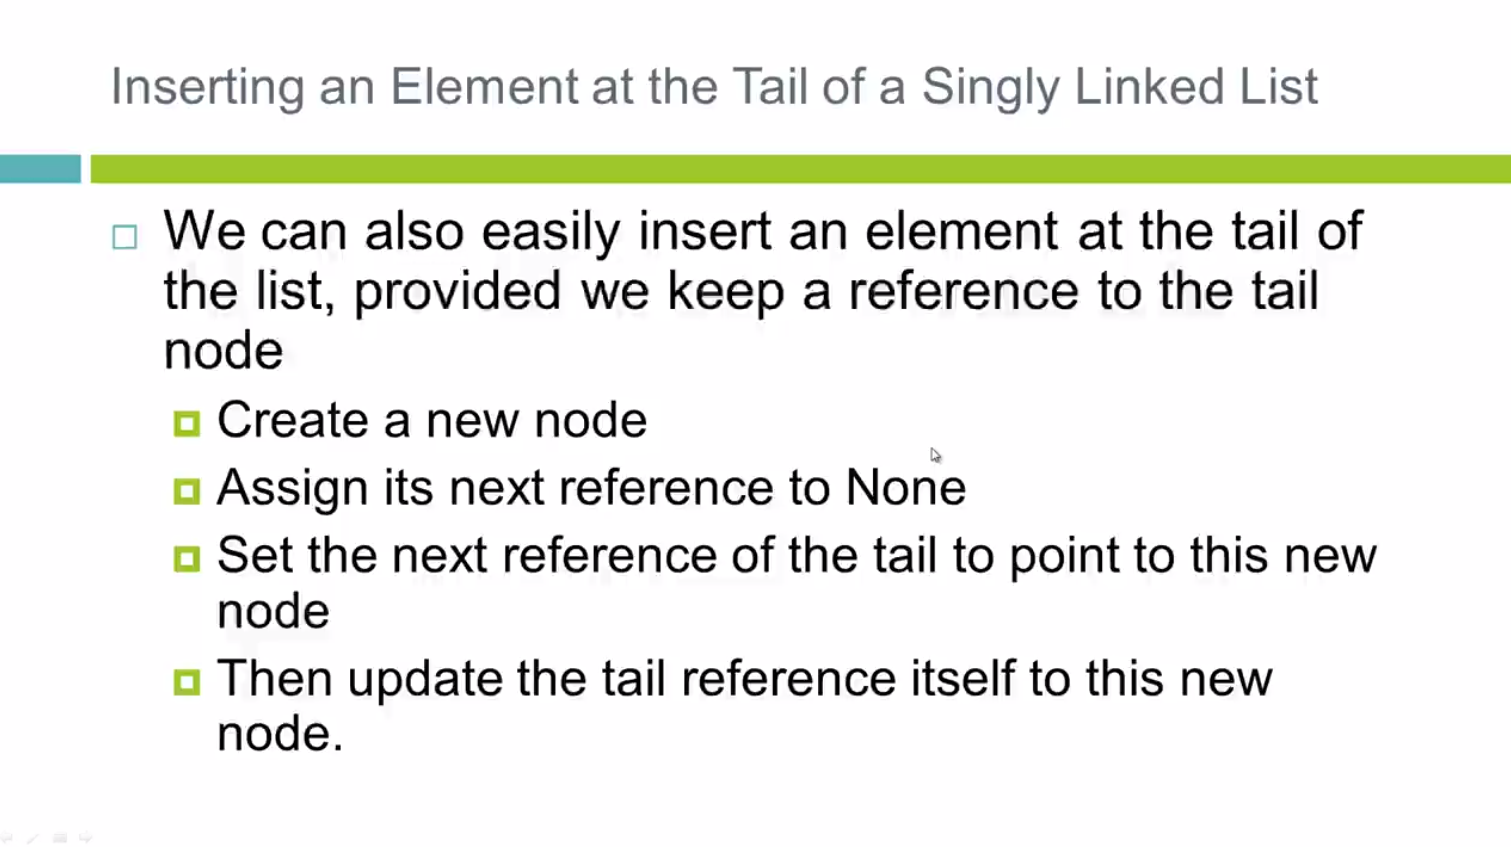 Inserting an Element at the Tail of a Singly Linked List
We can also easily insert an element at the tail of
the list, provided we keep a reference to the tail
node
Create a new node
Assign its next reference to None
Set the next reference of the tail to point to this new
node
Then update the tail reference itself to this new
node.